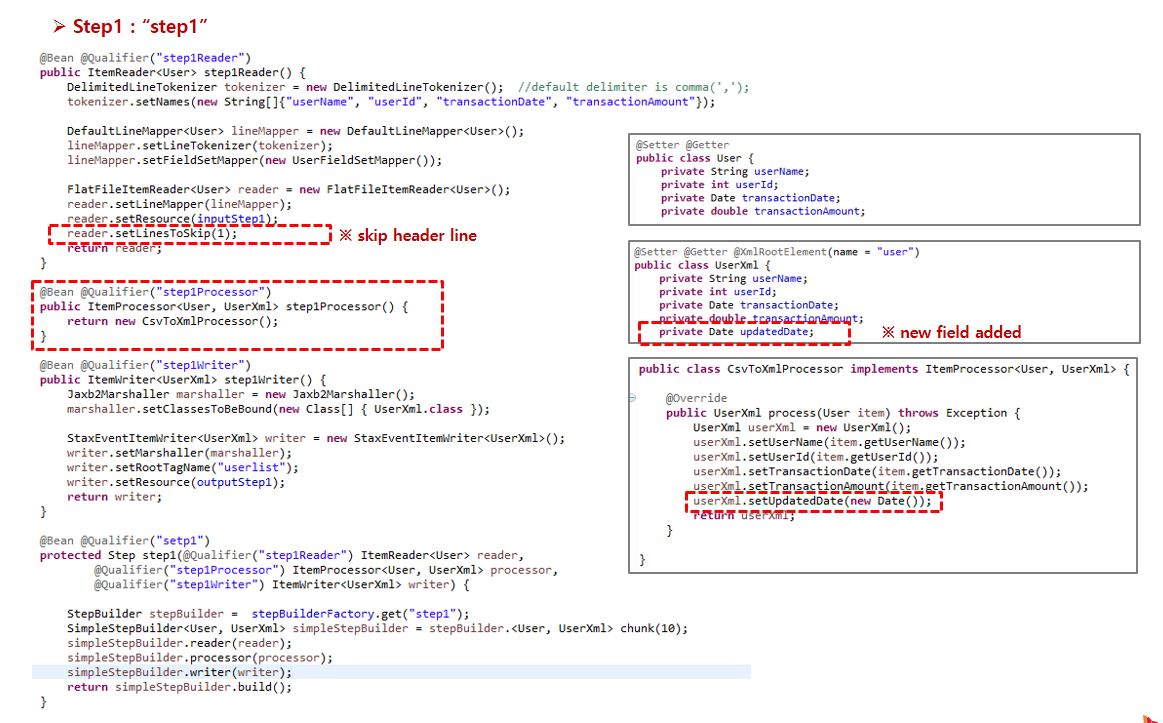 ➢ Step1 : “step1”
@Bean @Qualifier("step1Reader")
public ItemReader<User> step1Reader() {
    DelimitedLineTokenizer tokenizer = new DelimitedLineTokenizer();  //default delimiter is comma(',');
    tokenizer.setNames(new String[]{"userName", "userId", "transactionDate", "transactionAmount"});

    DefaultLineMapper<User> lineMapper = new DefaultLineMapper<User>();
    lineMapper.setLineTokenizer(tokenizer);
    lineMapper.setFieldSetMapper(new UserFieldSetMapper());

    FlatFileItemReader<User> reader = new FlatFileItemReader<User>();
    reader.setLineMapper(lineMapper);
    reader.setResource(inputStep1);
    reader.setLinesToSkip(1);
※ skip header line
    return reader;
}
@Bean @Qualifier("step1Processor")
public ItemProcessor<User, UserXml> step1Processor() {
    return new CsvToXmlProcessor();
}
@Bean @Qualifier("step1Writer")
public ItemWriter<UserXml> step1Writer() {
    Jaxb2Marshaller marshaller = new Jaxb2Marshaller();
    marshaller.setClassesToBeBound(new Class[] { UserXml.class });

    StaxEventItemWriter<UserXml> writer = new StaxEventItemWriter<UserXml>();
    writer.setMarshaller(marshaller);
    writer.setRootTagName("userlist");
    writer.setResource(outputStep1);
    return writer;
}

@Bean @Qualifier("setp1")
protected Step step1(@Qualifier("step1Reader") ItemReader<User> reader,
        @Qualifier("step1Processor") ItemProcessor<User, UserXml> processor,
        @Qualifier("step1Writer") ItemWriter<UserXml> writer) {

    StepBuilder stepBuilder =  stepBuilderFactory.get("step1");
    SimpleStepBuilder<User, UserXml> simpleStepBuilder = stepBuilder.<User, UserXml> chunk(10);
    simpleStepBuilder.reader(reader);
    simpleStepBuilder.processor(processor);
    simpleStepBuilder.writer(writer);
    return simpleStepBuilder.build();
}
@Setter @Getter
public class User {
    private String userName;
    private int userId;
    private Date transactionDate;
    private double transactionAmount;
@Setter @Getter @XmlRootElement(name = "user")
public class UserXml {
    private String userName;
    private int userId;
    private Date transactionDate;
    private double transactionAmount;
    private Date updatedDate;
※ new field added
public class CsvToXmlProcessor implements ItemProcessor<User, UserXml> {

    @Override
    public UserXml process(User item) throws Exception {
        UserXml userXml = new UserXml();
        userXml.setUserName(item.getUserName());
        userXml.setUserId(item.getUserId());
        userXml.setTransactionDate(item.getTransactionDate());
        userXml.setTransactionAmount(item.getTransactionAmount());
        userXml.setUpdatedDate(new Date());
        return userXml;
    }

}